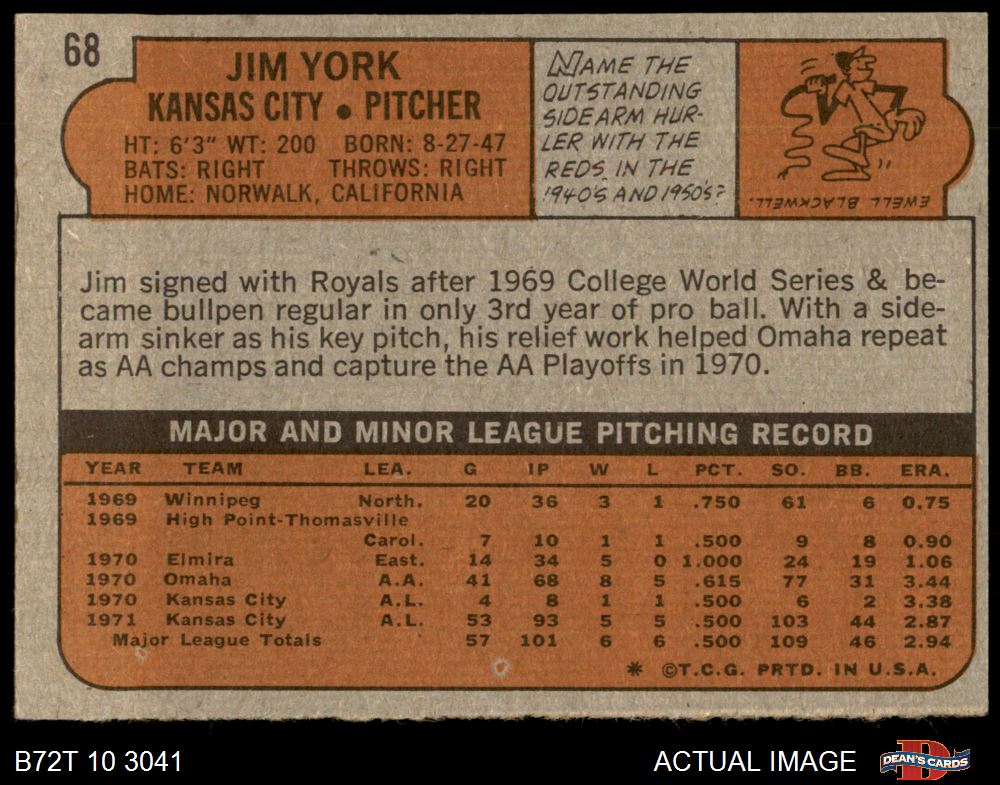 68
JIM YORK
KANSAS CITY • PITCHER
HT: 6'3" WT: 200 BORN: 8-27-47
BATS: RIGHT THROWS: RIGHT
HOME: NORWALK, CALIFORNIA
NAME THE
OUTSTANDING
SIDEARM HUR-
LER WITH THE
REDS IN THE
1940'S AND 1950'S?
EWELL BLACKWELL.
Jim signed with Royals after 1969 College World Series & be-
came bullpen regular in only 3rd year of pro ball. With a side-
arm sinker as his key pitch, his relief work helped Omaha repeat
as AA champs and capture the AA Playoffs in 1970.
MAJOR AND MINOR LEAGUE PITCHING RECORD
YEAR TEAM LEA. G IP W L PCT. SO. BB. ERA.
1969 Winnipeg North. 20 36 3 1 .750 61 6 0.75
1969 High Point-Thomasville
Carol. 7 10 1 1 .500 9 8 0.90
1970 Elmira East. 14 34 5 0 1.000 24 19 1.06
1970 Omaha A.A. 41 68 8 5 .615 77 31 3.44
1970 Kansas City A.L. 4 8 1 1 .500 6 2 3.38
1971 Kansas City A.L. 53 93 5 5 .500 103 44 2.87
Major League Totals 57 101 6 6 .500 109 46 2.94
* ©T.C.G. PRTD. IN U.S.A.
B72T 10 3041 ACTUAL IMAGE
D
DEAN'S CARDS